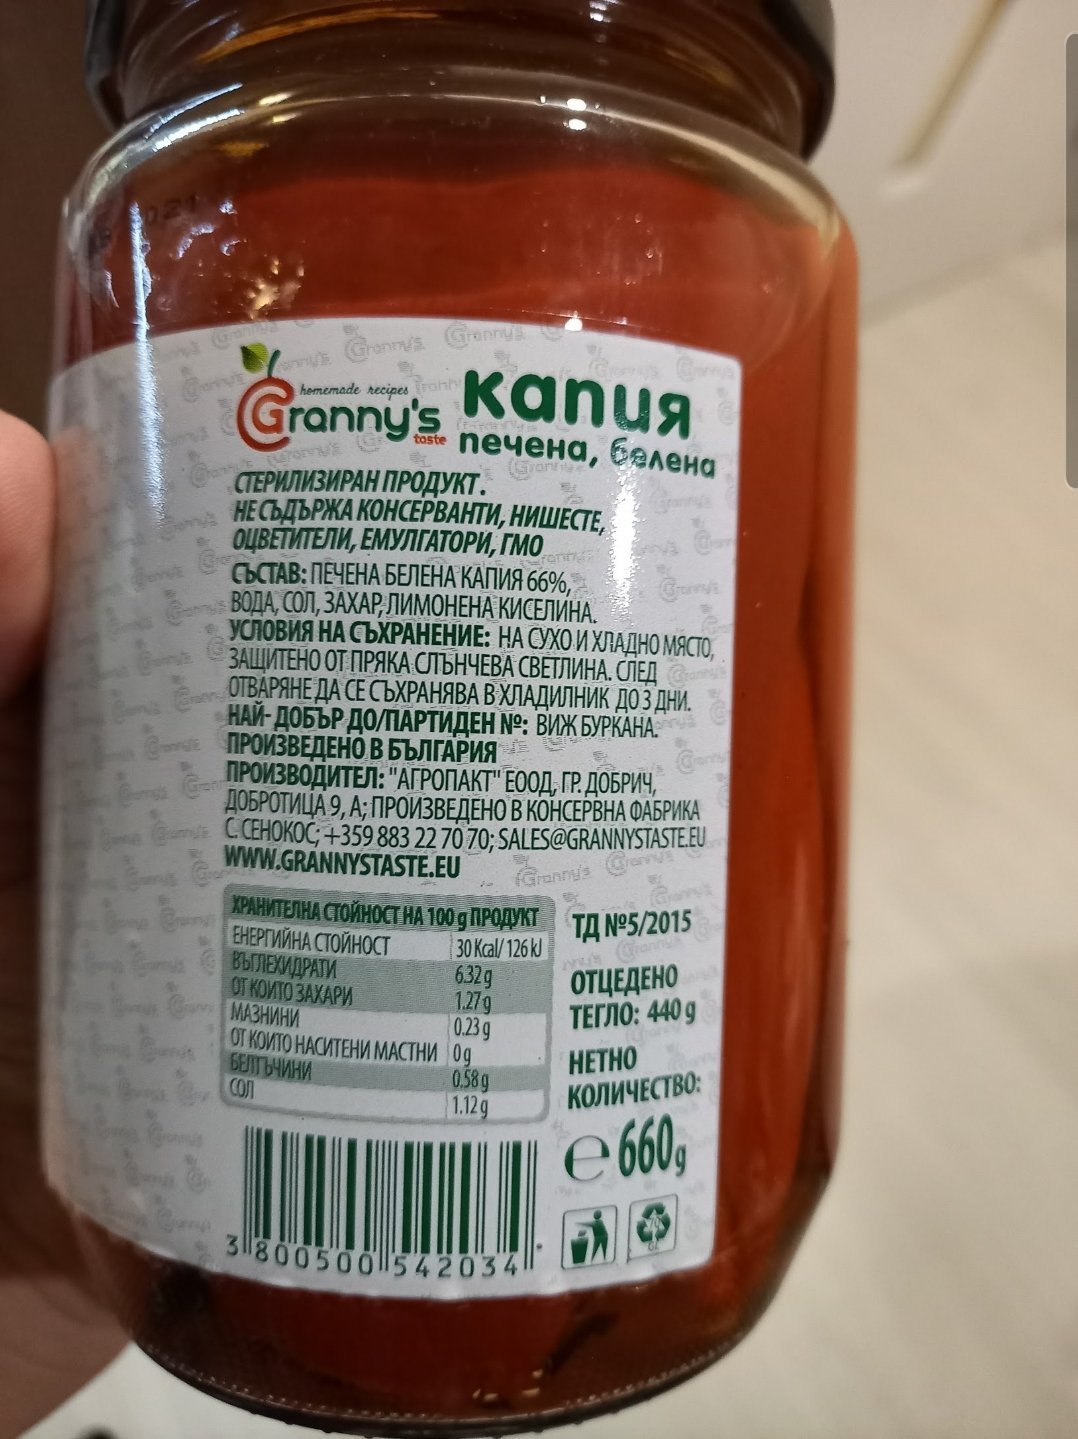 021
homemade recipes
Granny's
taste
капия
печена, белена
СТЕРИЛИЗИРАН ПРОДУКТ.
НЕ СЪДЪРЖА КОНСЕРВАНТИ, НИШЕСТЕ,
ОЦВЕТИТЕЛИ, ЕМУЛГАТОРИ, ГМО
СЪСТАВ: ПЕЧЕНА БЕЛЕНА КАПИЯ 66%,
ВОДА, СОЛ, ЗАХАР, ЛИМОНЕНА КИСЕЛИНА.
УСЛОВИЯ НА СЪХРАНЕНИЕ: НА СУХО И ХЛАДНО МЯСТО,
ЗАЩИТЕНО ОТ ПРЯКА СЛЪНЧЕВА СВЕТЛИНА. СЛЕД
ОТВАРЯНЕ ДА СЕ СЪХРАНЯВА В ХЛАДИЛНИК ДО 3 ДНИ.
НАЙ-ДОБЪР ДО/ПАРТИДЕН №: ВИЖ БУРКАНА.
ПРОИЗВЕДЕНО В БЪЛГАРИЯ
ПРОИЗВОДИТЕЛ: "АГРОПАКТ" ЕООД, ГР. ДОБРИЧ,
ДОБРОТИЦА 9, А; ПРОИЗВЕДЕНО В КОНСЕРВНА ФАБРИКА
С. СЕНОКОС; +359 883 22 70 70; SALES@GRANNYSTASTE.EU
WWW.GRANNYSTASTE.EU
ХРАНИТЕЛНА СТОЙНОСТ НА 100 g ПРОДУКТ
ЕНЕРГИЙНА СТОЙНОСТ 30 Kcal/ 126 kJ
ВЪГЛЕХИДРАТИ 6.32 g
ОТ КОИТО ЗАХАРИ 1.27 g
МАЗНИНИ 0.23 g
ОТ КОИТО НАСИТЕНИ МАСТНИ 0 g
БЕЛТЪЧИНИ 0.58 g
СОЛ 1.12 g
ТД №5/2015
ОТЦЕДЕНО
ТЕГЛО: 440 g
НЕТНО
КОЛИЧЕСТВО:
e 660g
3 800500 542034